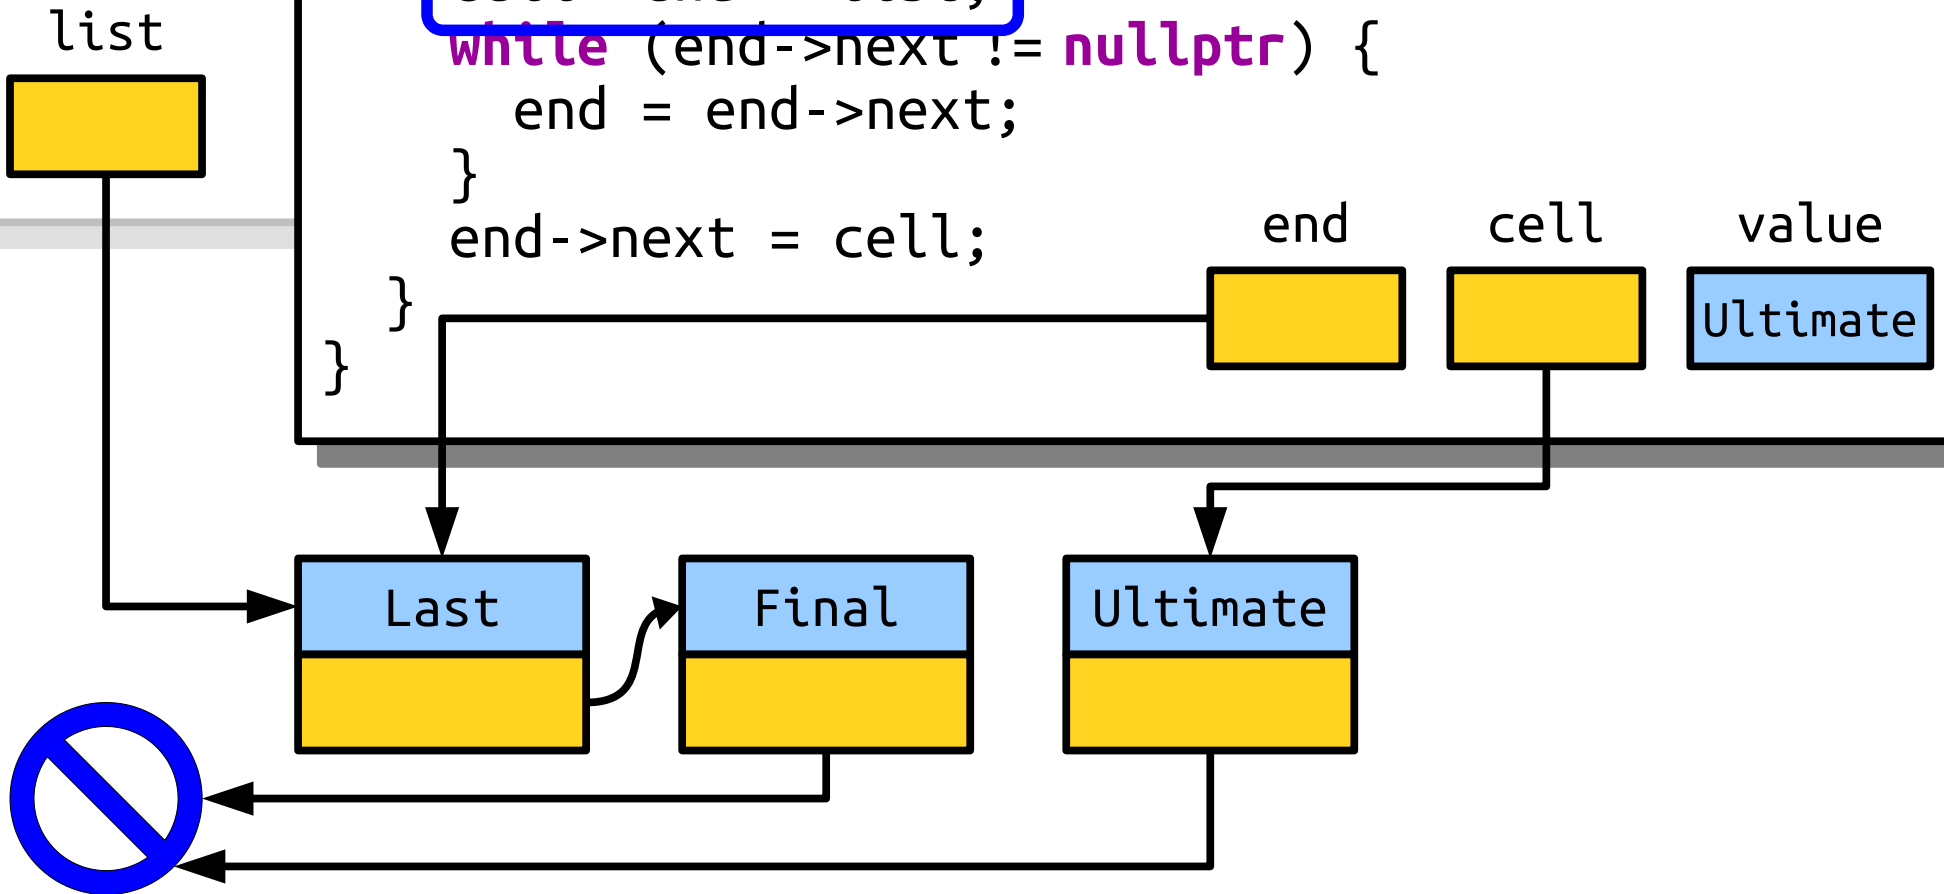 list
while (end->next != nullptr) {
end = end->next;
}
end->next = cell;
}
}
end cell value
Ultimate
Last Final Ultimate